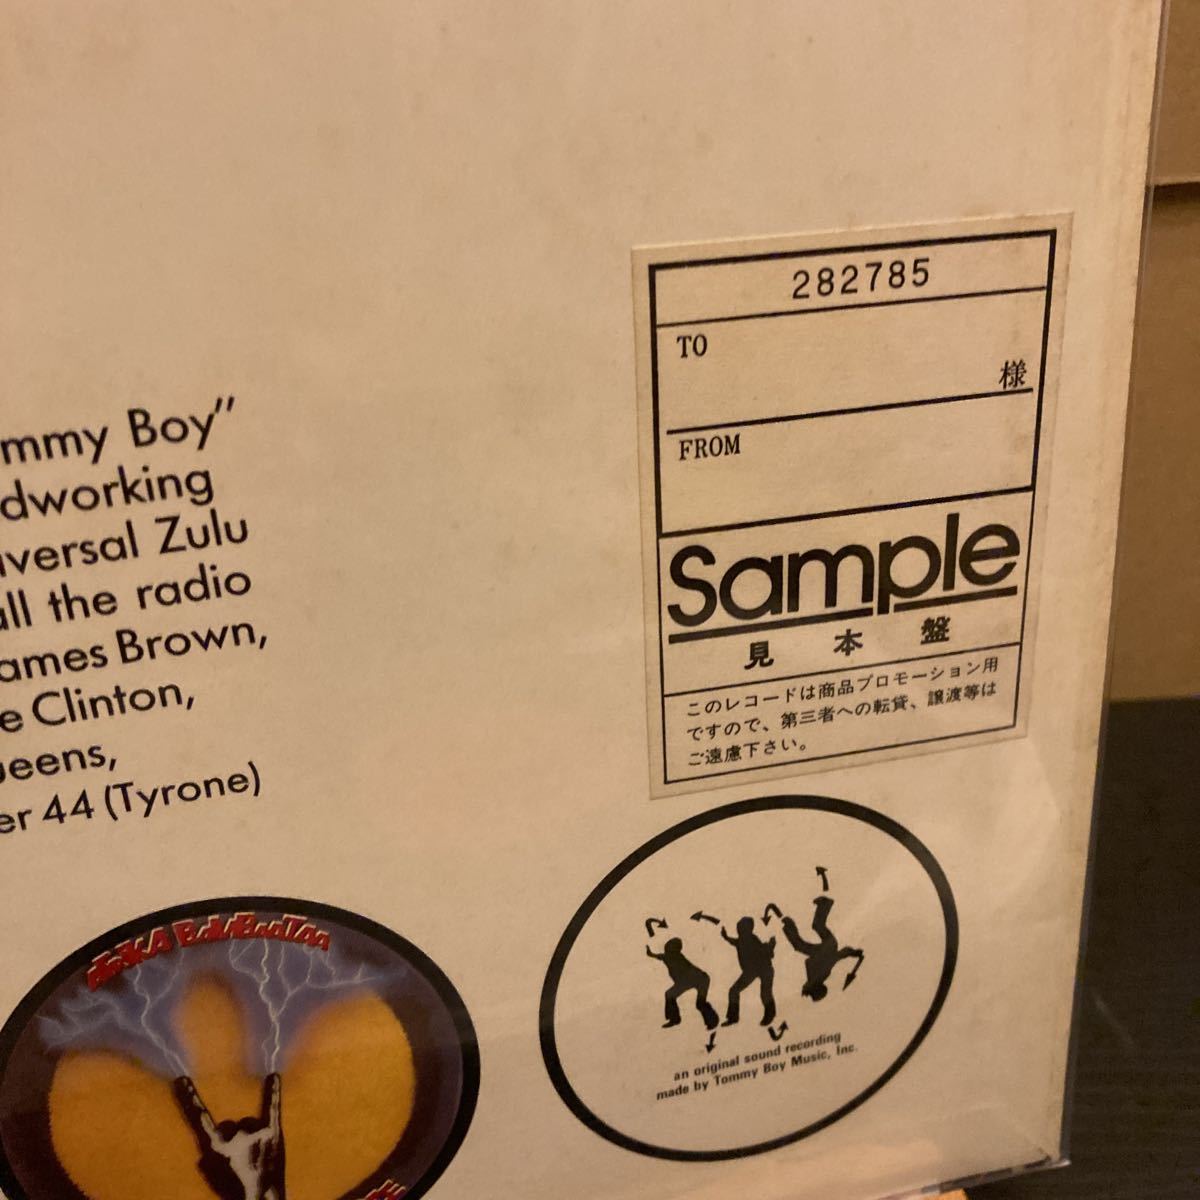 mmy Boy"
dworking
iversal Zulu
all the radio
ames Brown,
e Clinton,
ueens,
er 44 (Tyrone)
282785
TO
様
FROM
Sample
見本盤
このレコードは商品プロモーション用
ですので、第三者への転貸、譲渡等は
ご遠慮下さい。
an original sound recording
made by Tommy Boy Music, Inc.